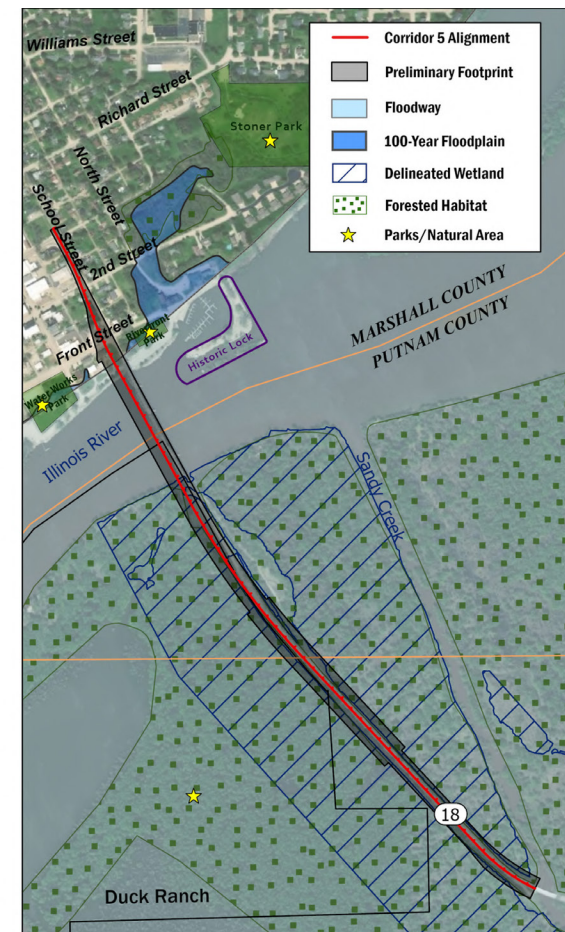 Williams Street
Richard Street
Stoner Park
North Street
School Street
2nd Street
Front Street
Riverfront
Park
Historic Lock
Water Works
Park
Illinois River
MARSHALL COUNTY
PUTNAM COUNTY
Sandy Creek
18
Duck Ranch
Corridor 5 Alignment
Preliminary Footprint
Floodway
100-Year Floodplain
Delineated Wetland
Forested Habitat
Parks/Natural Area